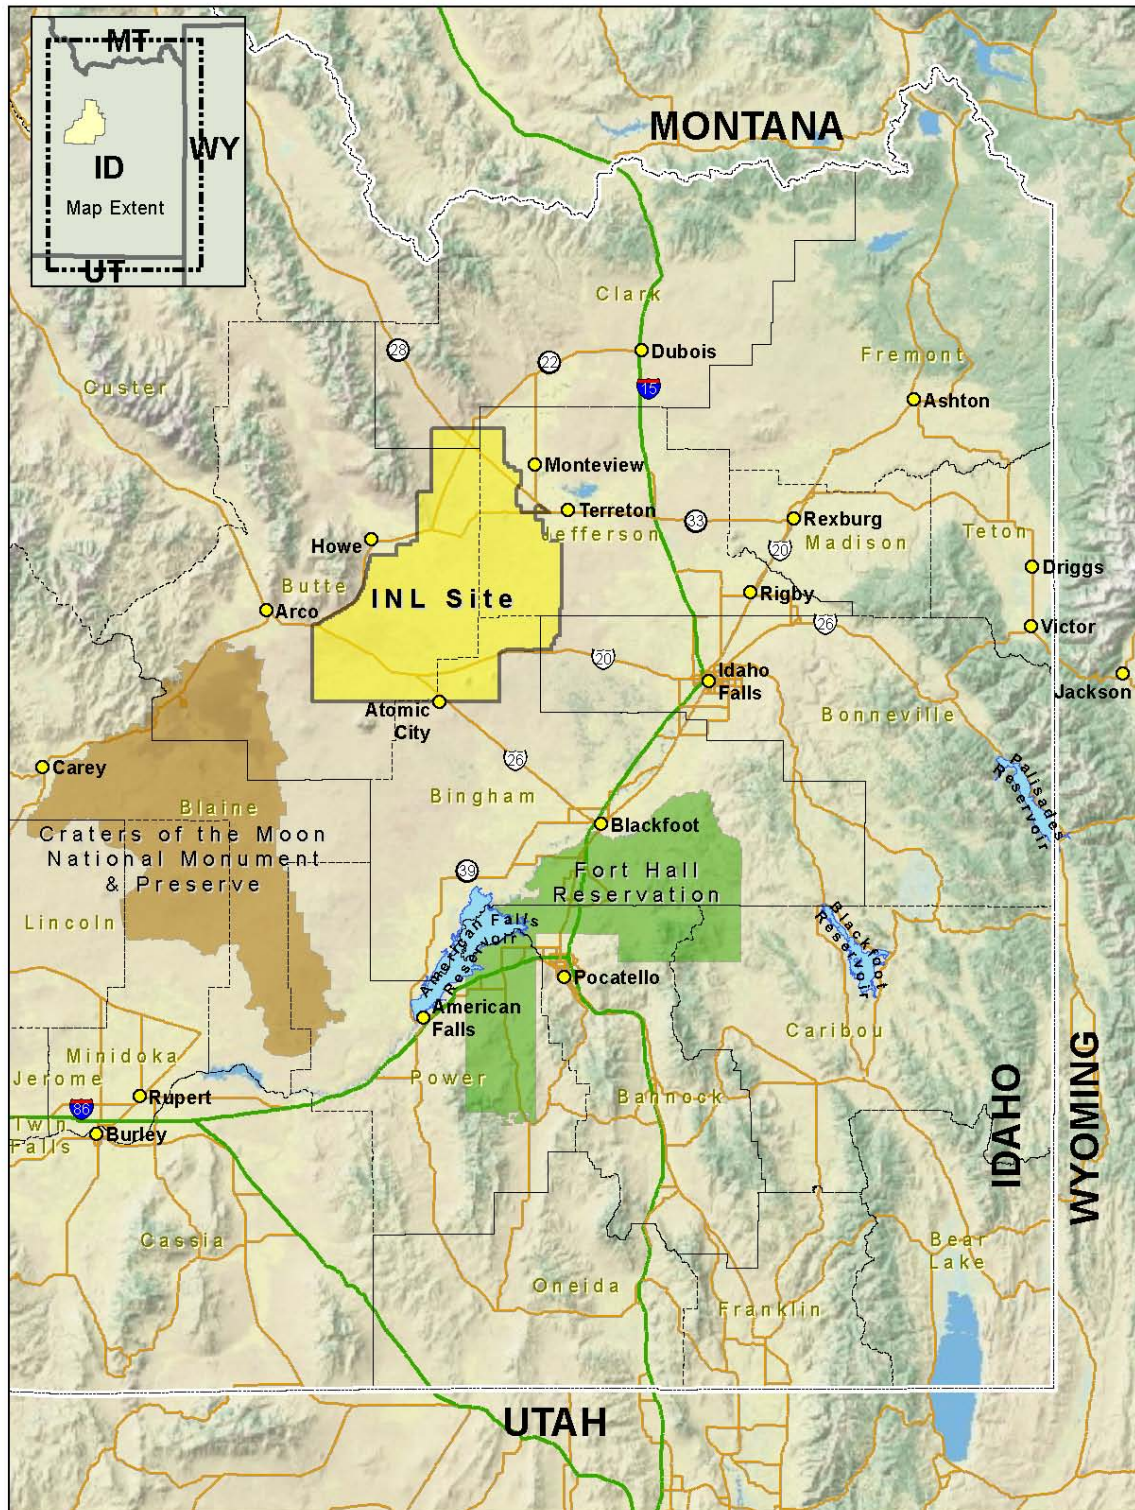 MT
WY
ID
Map Extent
UT
MONTANA
Clark
28
22
Dubois
15
Fremont
Custer
Ashton
Monteview
Terreton
Jefferson
33
Rexburg
Madison
Teton
Howe
20
Driggs
Butte
INL Site
Rigby
Arco
26
Victor
20
Idaho
Falls
Jackson
Atomic
City
Bonneville
26
Carey
Palisades
Reservoir
Bingham
Blaine
Blackfoot
Craters of the Moon
National Monument
& Preserve
39
Fort Hall
Reservation
Lincoln
American Falls
Reservoir
American
Reservoir
Blackfoot
Reservoir
Pocatello
American
Falls
Caribou
Minidoka
Jerome
Power
Rupert
Bannock
86
Twin
Falls
Burley
IDAHO
WYOMING
Cassia
Bear
Lake
Oneida
Franklin
UTAH